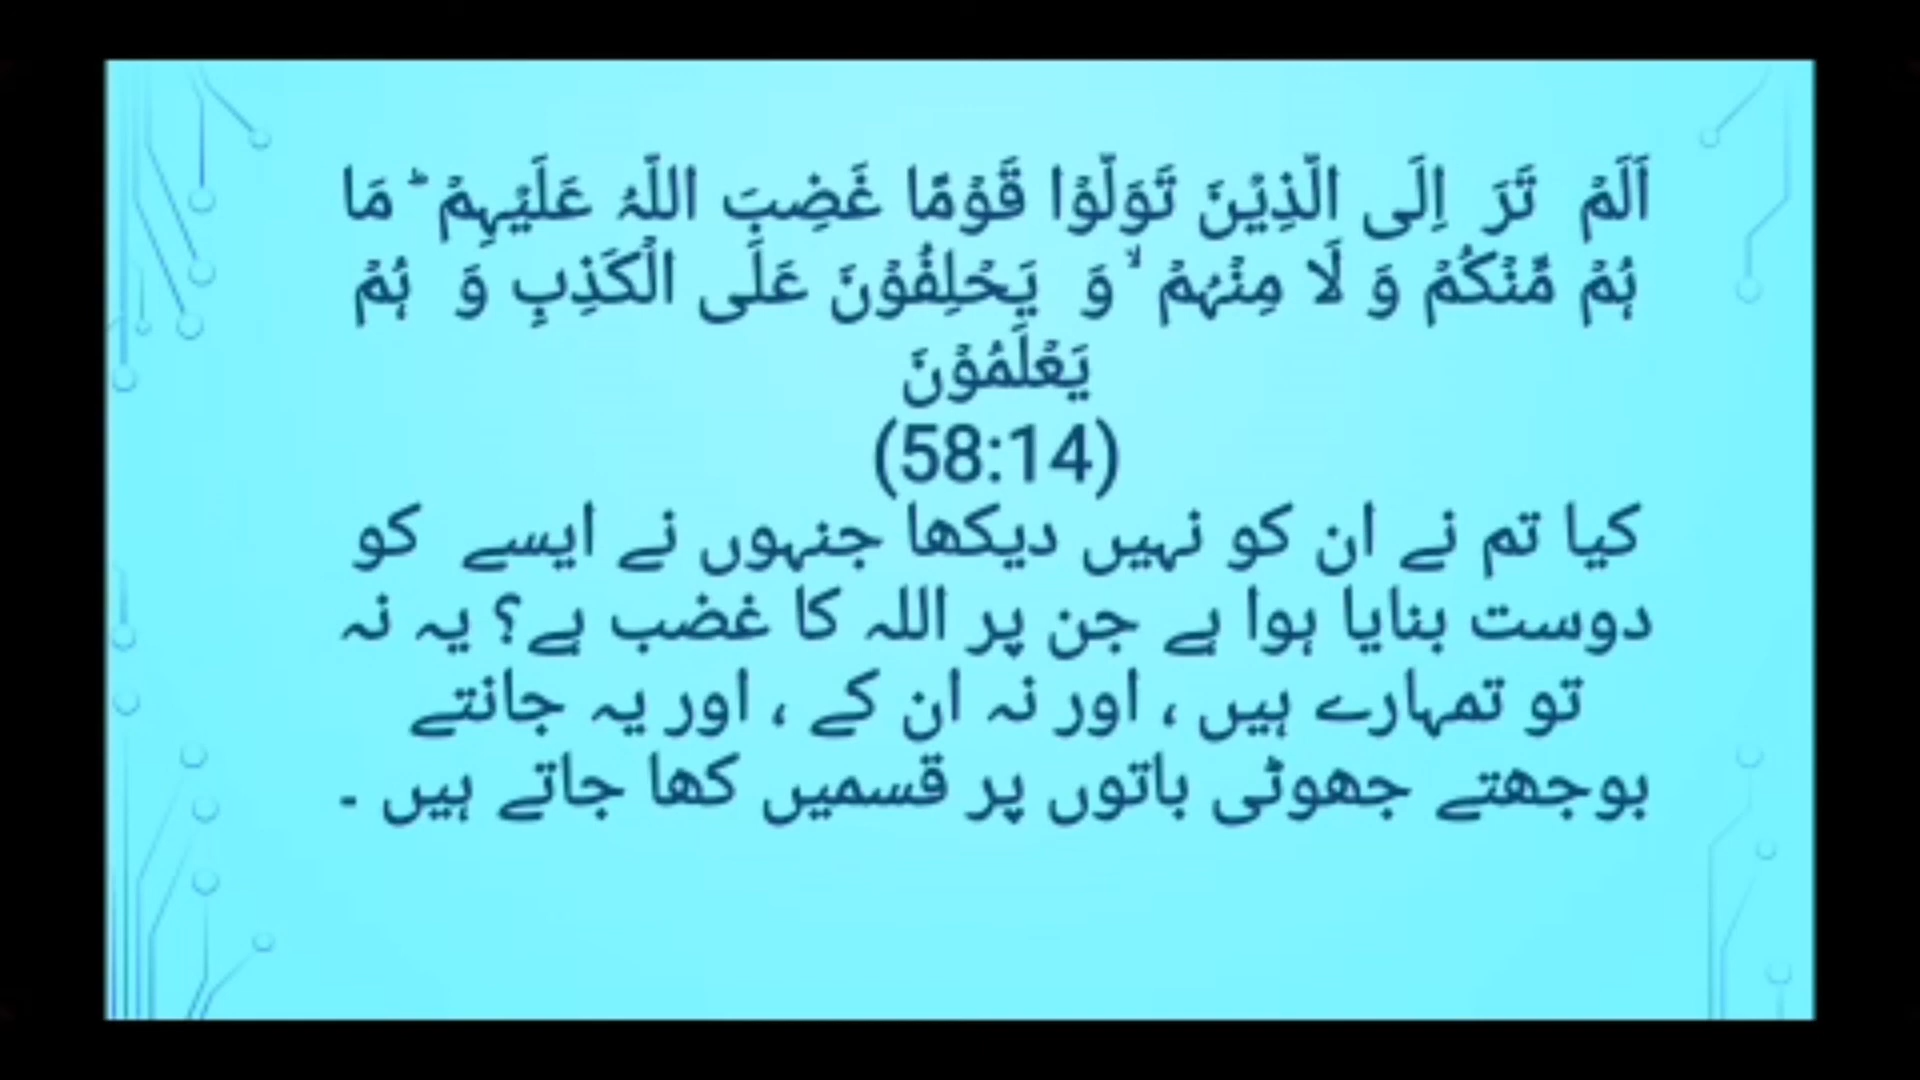 اَلَمۡ تَرَ اِلَی الَّذِیۡنَ تَوَلَّوۡا قَوۡمًا غَضِبَ اللّٰہُ عَلَیۡہِمۡ ؕ مَا
ہُمۡ مِّنۡکُمۡ وَ لَا مِنۡہُمۡ ۙ وَ یَحۡلِفُوۡنَ عَلَی الۡکَذِبِ وَ ہُمۡ
یَعۡلَمُوۡنَ
(58:14)
کیا تم نے ان کو نہیں دیکھا جنہوں نے ایسے کو
دوست بنایا ہوا ہے جن پر اللہ کا غضب ہے؟ یہ نہ
تو تمہارے ہیں ، اور نہ ان کے ، اور یہ جانتے
بوجھتے جھوٹی باتوں پر قسمیں کھا جاتے ہیں ۔